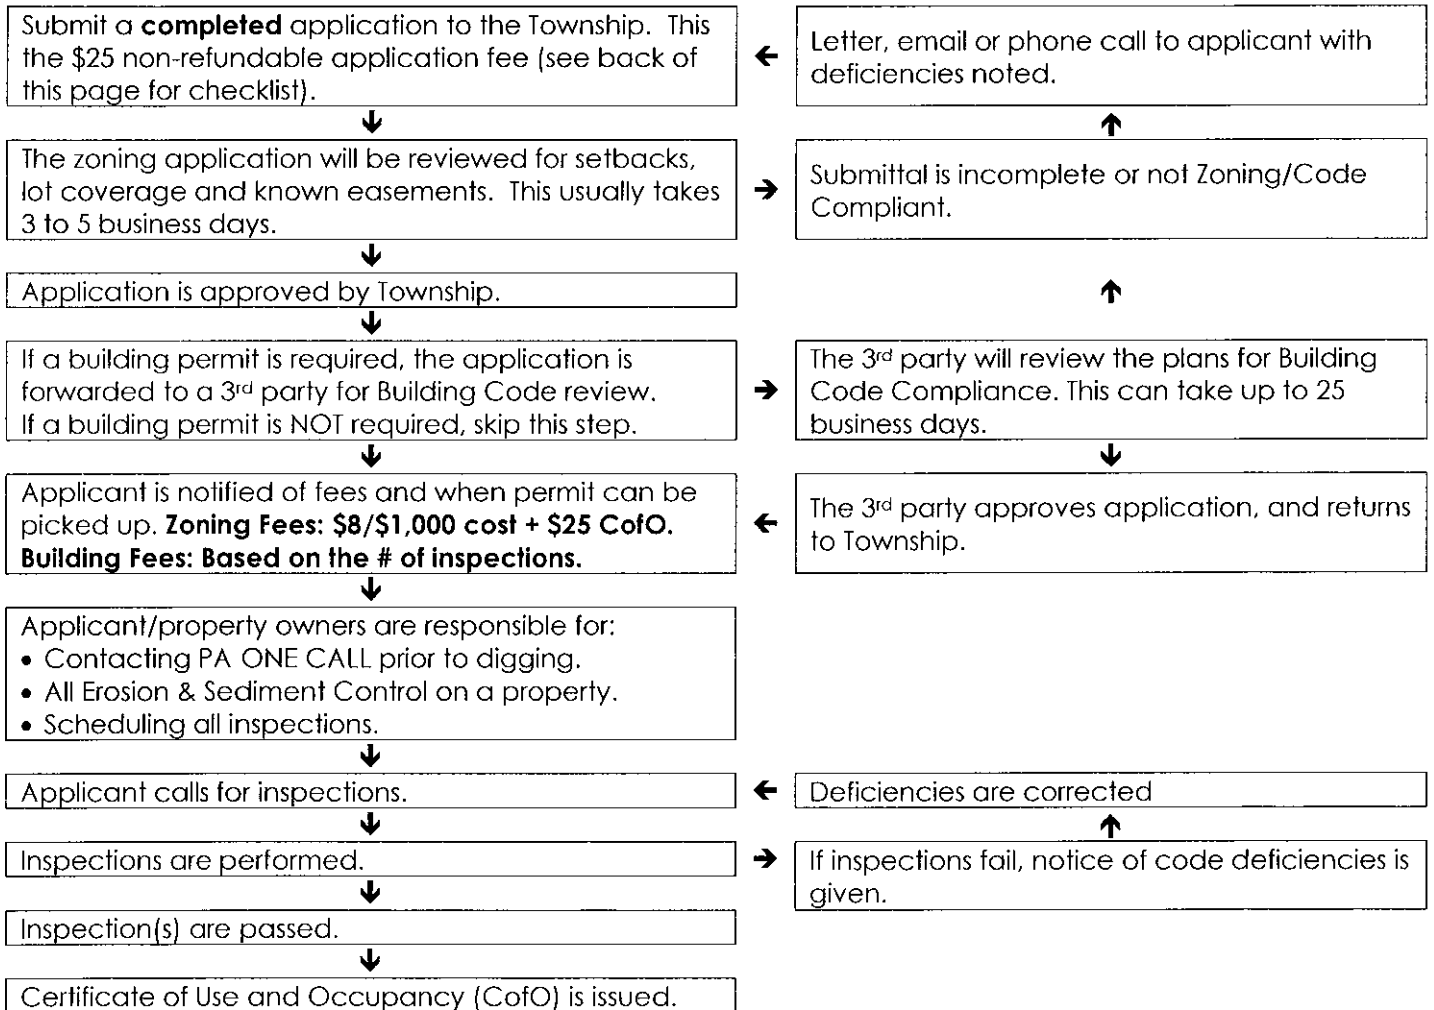 Submit a completed application to the Township. This
the $25 non-refundable application fee (see back of
this page for checklist).
Letter, email or phone call to applicant with
deficiencies noted.
The zoning application will be reviewed for setbacks,
lot coverage and known easements. This usually takes
3 to 5 business days.
Submittal is incomplete or not Zoning/Code
Compliant.
Application is approved by Township.
If a building permit is required, the application is
forwarded to a 3rd party for Building Code review.
If a building permit is NOT required, skip this step.
The 3rd party will review the plans for Building
Code Compliance. This can take up to 25
business days.
Applicant is notified of fees and when permit can be
picked up. Zoning Fees: $8/$1,000 cost + $25 CofO.
Building Fees: Based on the # of inspections.
The 3rd party approves application, and returns
to Township.
Applicant/property owners are responsible for:
• Contacting PA ONE CALL prior to digging.
• All Erosion & Sediment Control on a property.
• Scheduling all inspections.
Applicant calls for inspections.
Deficiencies are corrected
Inspections are performed.
If inspections fail, notice of code deficiencies is
given.
Inspection(s) are passed.
Certificate of Use and Occupancy (CofO) is issued.